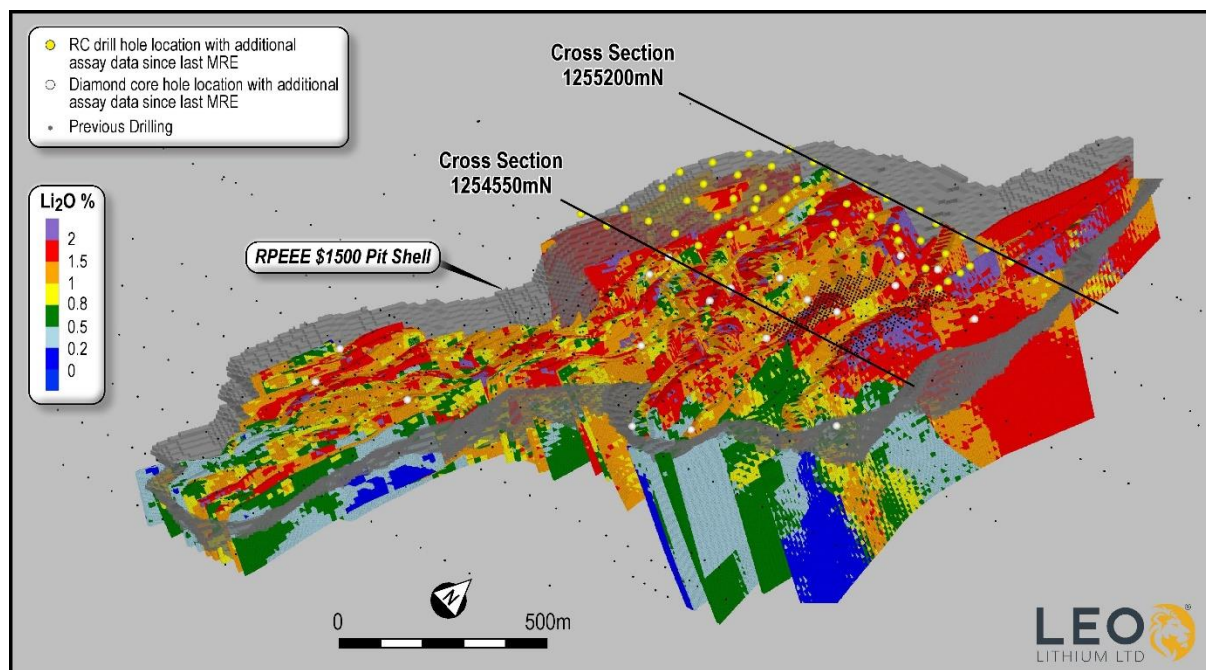 RC drill hole location with additional
assay data since last MRE
Diamond core hole location with additional
assay data since last MRE
Previous Drilling
Cross Section
1255200mN
Cross Section
1254550mN
Li₂O %
2
1.5
1
0.8
0.5
0.2
0
RPEEE $1500 Pit Shell
N
0 500m
LEO
LITHIUM LTD
®